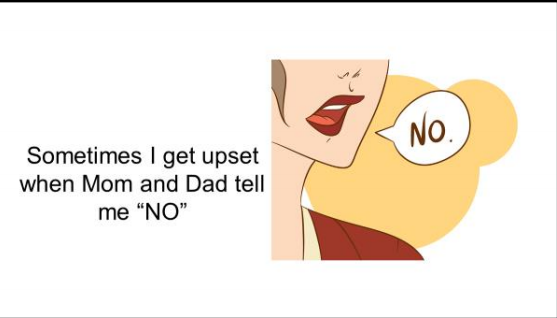 Sometimes I get upset
when Mom and Dad tell
me “NO”
NO.